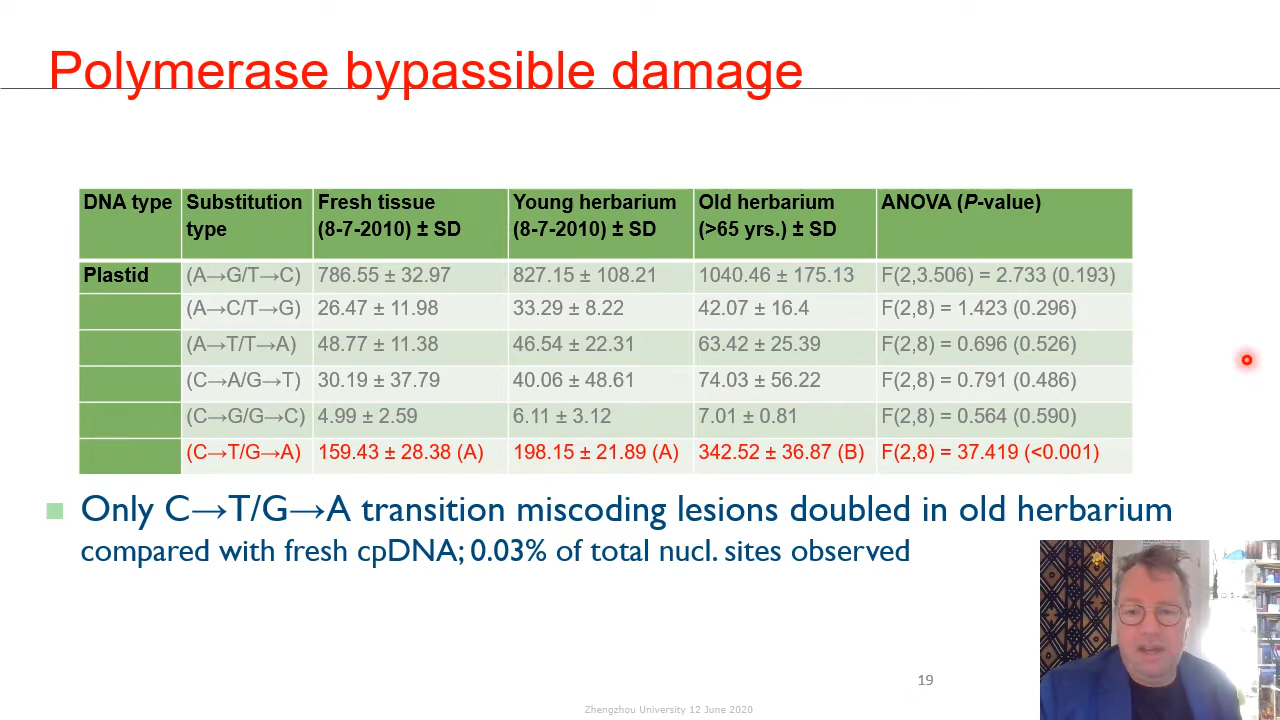 Polymerase bypassible damage
DNA type Substitution type Fresh tissue (8-7-2010) ± SD Young herbarium (8-7-2010) ± SD Old herbarium (>65 yrs.) ± SD ANOVA (P-value)
Plastid (A→G/T→C) 786.55 ± 32.97 827.15 ± 108.21 1040.46 ± 175.13 F(2,3.506) = 2.733 (0.193)
(A→C/T→G) 26.47 ± 11.98 33.29 ± 8.22 42.07 ± 16.4 F(2,8) = 1.423 (0.296)
(A→T/T→A) 48.77 ± 11.38 46.54 ± 22.31 63.42 ± 25.39 F(2,8) = 0.696 (0.526)
(C→A/G→T) 30.19 ± 37.79 40.06 ± 48.61 74.03 ± 56.22 F(2,8) = 0.791 (0.486)
(C→G/G→C) 4.99 ± 2.59 6.11 ± 3.12 7.01 ± 0.81 F(2,8) = 0.564 (0.590)
(C→T/G→A) 159.43 ± 28.38 (A) 198.15 ± 21.89 (A) 342.52 ± 36.87 (B) F(2,8) = 37.419 (<0.001)
Only C→T/G→A transition miscoding lesions doubled in old herbarium
compared with fresh cpDNA; 0.03% of total nucl. sites observed
19
Zhengzhou University 12 June 2020